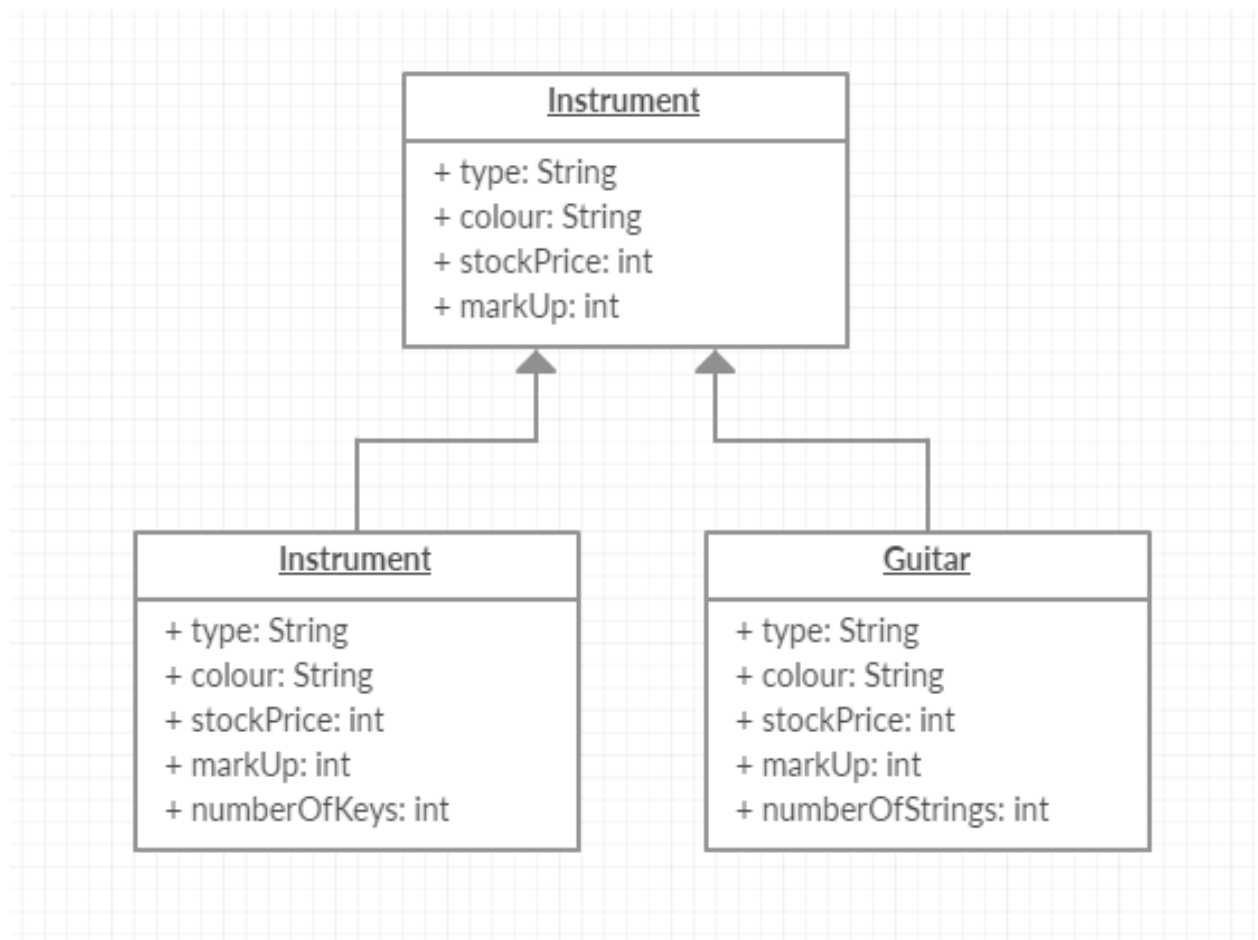 Instrument
+ type: String
+ colour: String
+ stockPrice: int
+ markUp: int
Instrument
+ type: String
+ colour: String
+ stockPrice: int
+ markUp: int
+ numberOfKeys: int
Guitar
+ type: String
+ colour: String
+ stockPrice: int
+ markUp: int
+ numberOfStrings: int